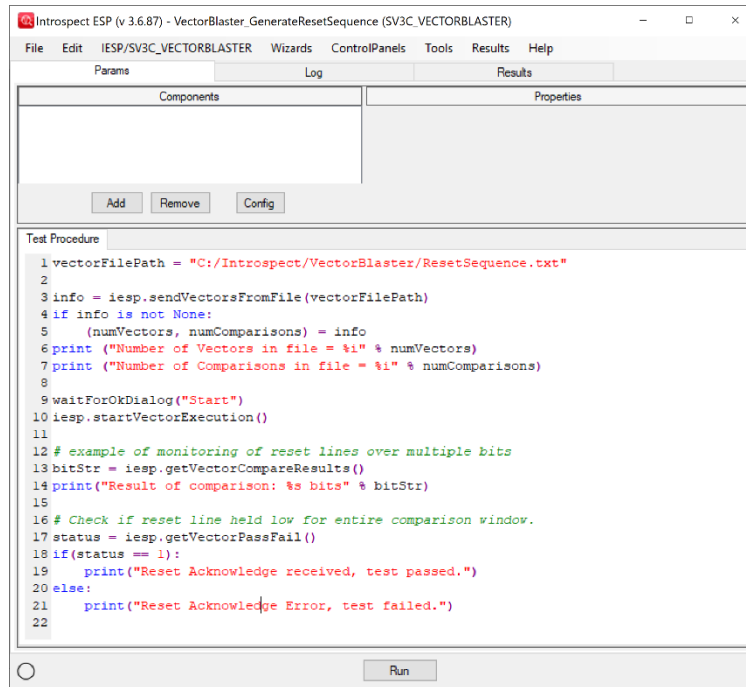 Introspect ESP (v 3.6.87) - VectorBlaster_GenerateResetSequence (SV3C_VECTORBLASTER)
File Edit IESP/SV3C_VECTORBLASTER Wizards ControlPanels Tools Results Help
Params Log Results
Components Properties
Add Remove Config
Test Procedure
1 vectorFilePath = "C:/Introspect/VectorBlaster/ResetSequence.txt"
2
3 info = iesp.sendVectorsFromFile(vectorFilePath)
4 if info is not None:
5     (numVectors, numComparisons) = info
6 print ("Number of Vectors in file = %i" % numVectors)
7 print ("Number of Comparisons in file = %i" % numComparisons)
8
9 waitForOkDialog("Start")
10 iesp.startVectorExecution()
11
12 # example of monitoring of reset lines over multiple bits
13 bitStr = iesp.getVectorCompareResults()
14 print("Result of comparison: %s bits" % bitStr)
15
16 # Check if reset line held low for entire comparison window.
17 status = iesp.getVectorPassFail()
18 if(status == 1):
19     print("Reset Acknowledge received, test passed.")
20 else:
21     print("Reset Acknowledge Error, test failed.")
22
Run